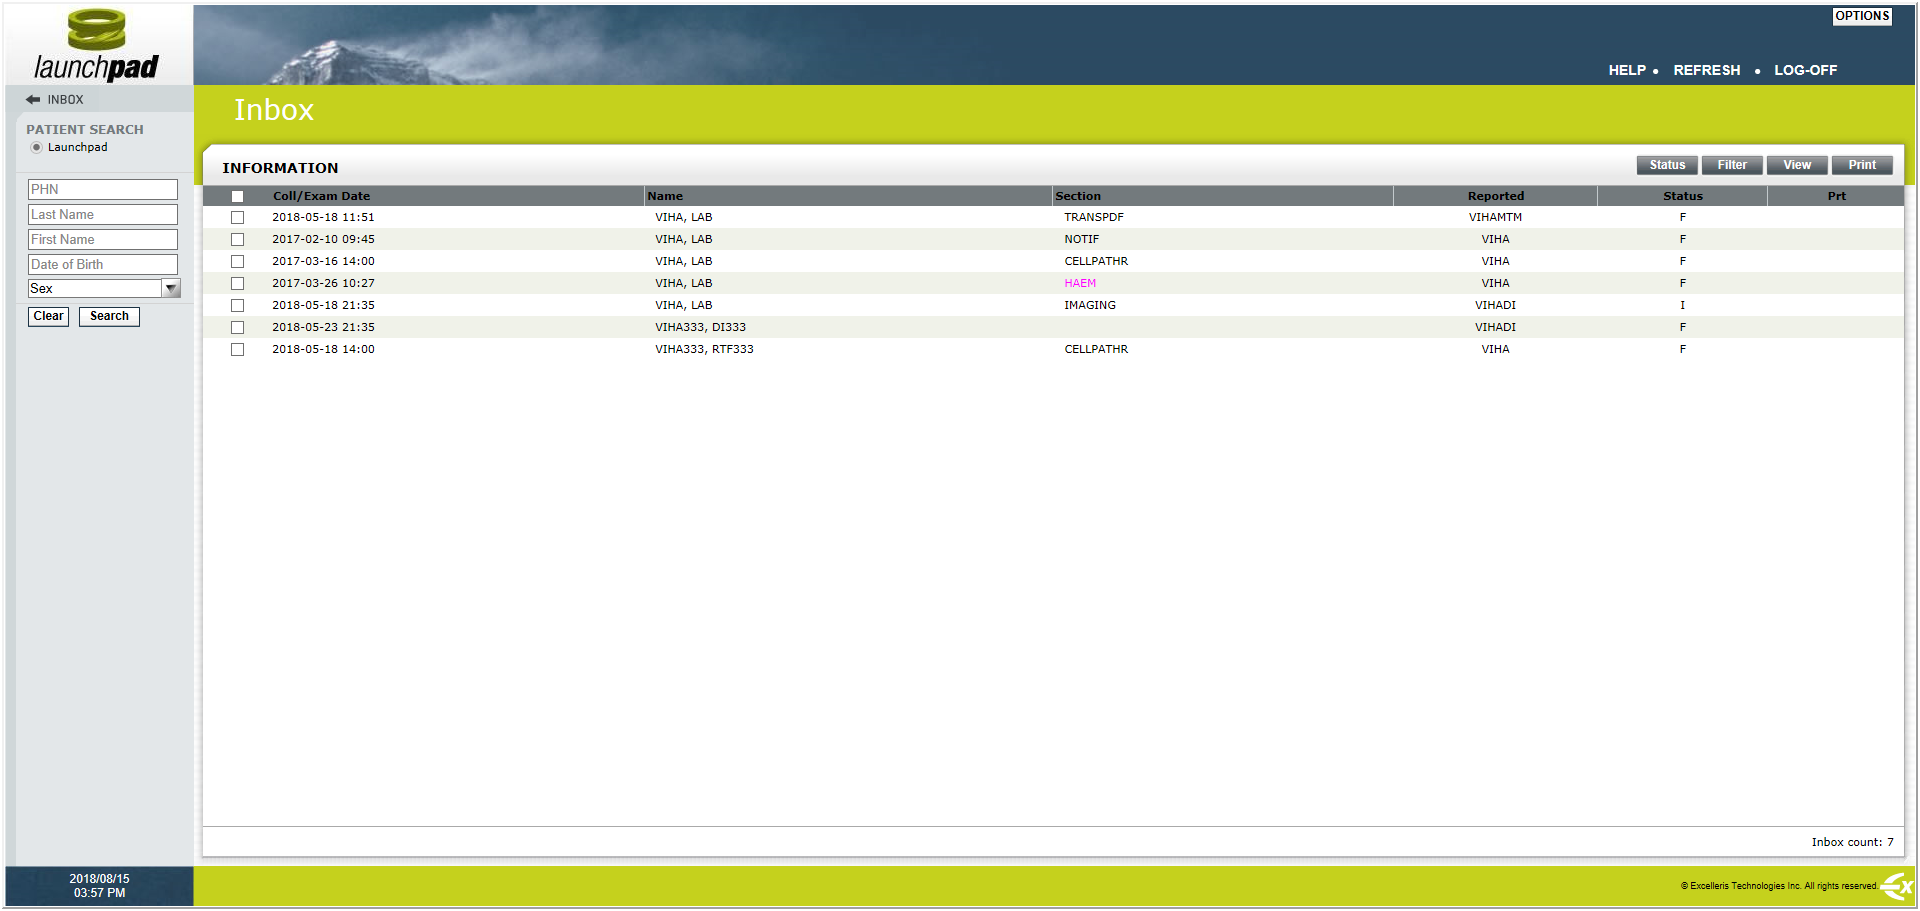 OPTIONS
launchpad
HELP • REFRESH • LOG-OFF
INBOX
Inbox
PATIENT SEARCH
Launchpad
PHN
Last Name
First Name
Date of Birth
Sex
Clear Search
INFORMATION Status Filter View Print
Coll/Exam Date Name Section Reported Status Prt
2018-05-18 11:51 VIHA, LAB TRANSPDF VIHAMTM F
2017-02-10 09:45 VIHA, LAB NOTIF VIHA F
2017-03-16 14:00 VIHA, LAB CELLPATHR VIHA F
2017-03-26 10:27 VIHA, LAB HAEM VIHA F
2018-05-18 21:35 VIHA, LAB IMAGING VIHADI I
2018-05-23 21:35 VIHA333, DI333 VIHADI F
2018-05-18 14:00 VIHA333, RTF333 CELLPATHR VIHA F
Inbox count: 7
2018/08/15
03:57 PM
© Excelleris Technologies Inc. All rights reserved.